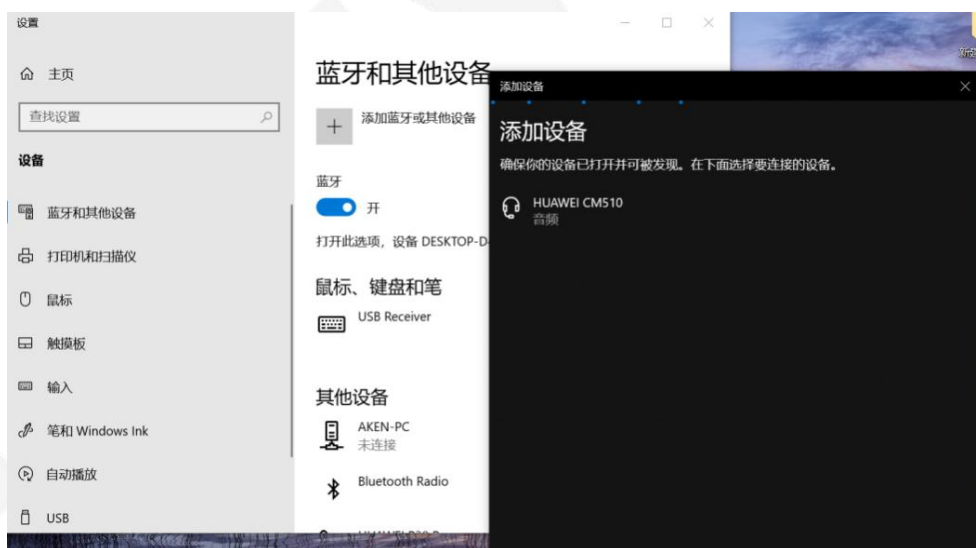 设置
主页
查找设置
设备
蓝牙和其他设备
打印机和扫描仪
鼠标
触摸板
输入
笔和 Windows Ink
自动播放
USB
蓝牙和其他设备
添加蓝牙或其他设备
蓝牙
开
打开此选项，设备 DESKTOP-D
鼠标、键盘和笔
USB Receiver
其他设备
AKEN-PC
未连接
Bluetooth Radio
添加设备
添加设备
确保你的设备已打开并可被发现。在下面选择要连接的设备。
HUAWEI CM510
音频